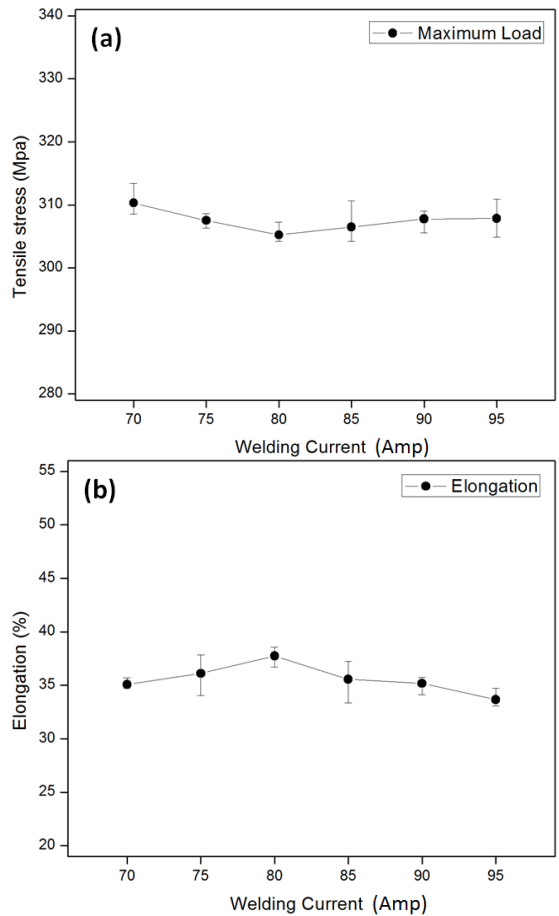 (a)
Maximum Load
Tensile stress (Mpa)
340
330
320
310
300
290
280
70 75 80 85 90 95
Welding Current (Amp)
(b)
Elongation
Elongation (%)
55
50
45
40
35
30
25
20
70 75 80 85 90 95
Welding Current (Amp)